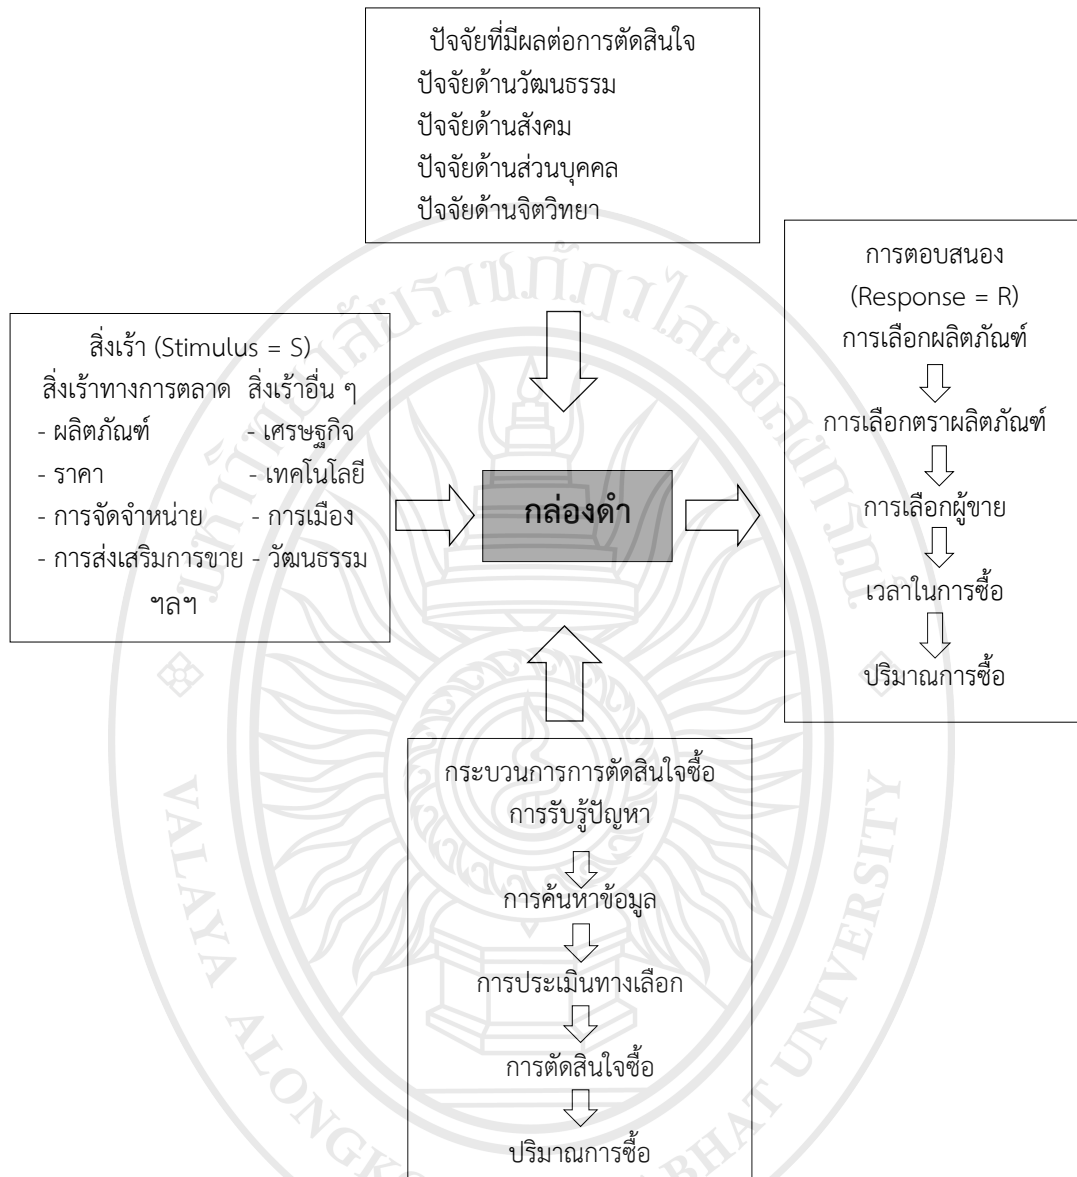 ปัจจัยที่มีผลต่อการตัดสินใจ
ปัจจัยด้านวัฒนธรรม
ปัจจัยด้านสังคม
ปัจจัยด้านส่วนบุคคล
ปัจจัยด้านจิตวิทยา
สิ่งเร้า (Stimulus = S)
สิ่งเร้าทางการตลาด สิ่งเร้าอื่น ๆ
- ผลิตภัณฑ์ - เศรษฐกิจ
- ราคา - เทคโนโลยี
- การจัดจำหน่าย - การเมือง
- การส่งเสริมการขาย - วัฒนธรรม
ฯลฯ
กล่องดำ
การตอบสนอง
(Response = R)
การเลือกผลิตภัณฑ์
การเลือกตราผลิตภัณฑ์
การเลือกผู้ขาย
เวลาในการซื้อ
ปริมาณการซื้อ
กระบวนการการตัดสินใจซื้อ
การรับรู้ปัญหา
การค้นหาข้อมูล
การประเมินทางเลือก
การตัดสินใจซื้อ
ปริมาณการซื้อ
VALAYA UNIVERSITY